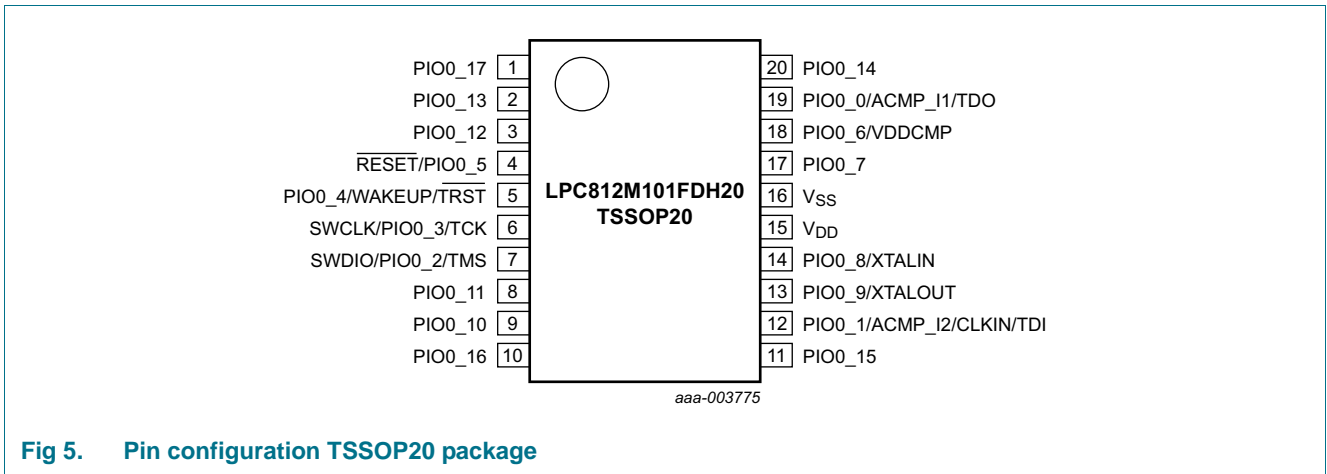 PIO0_17 1
PIO0_13 2
PIO0_12 3
RESET/PIO0_5 4
PIO0_4/WAKEUP/TRST 5
SWCLK/PIO0_3/TCK 6
SWDIO/PIO0_2/TMS 7
PIO0_11 8
PIO0_10 9
PIO0_16 10
LPC812M101FDH20
TSSOP20
20 PIO0_14
19 PIO0_0/ACMP_I1/TDO
18 PIO0_6/VDDCMP
17 PIO0_7
16 VSS
15 VDD
14 PIO0_8/XTALIN
13 PIO0_9/XTALOUT
12 PIO0_1/ACMP_I2/CLKIN/TDI
11 PIO0_15
aaa-003775
Fig 5. Pin configuration TSSOP20 package